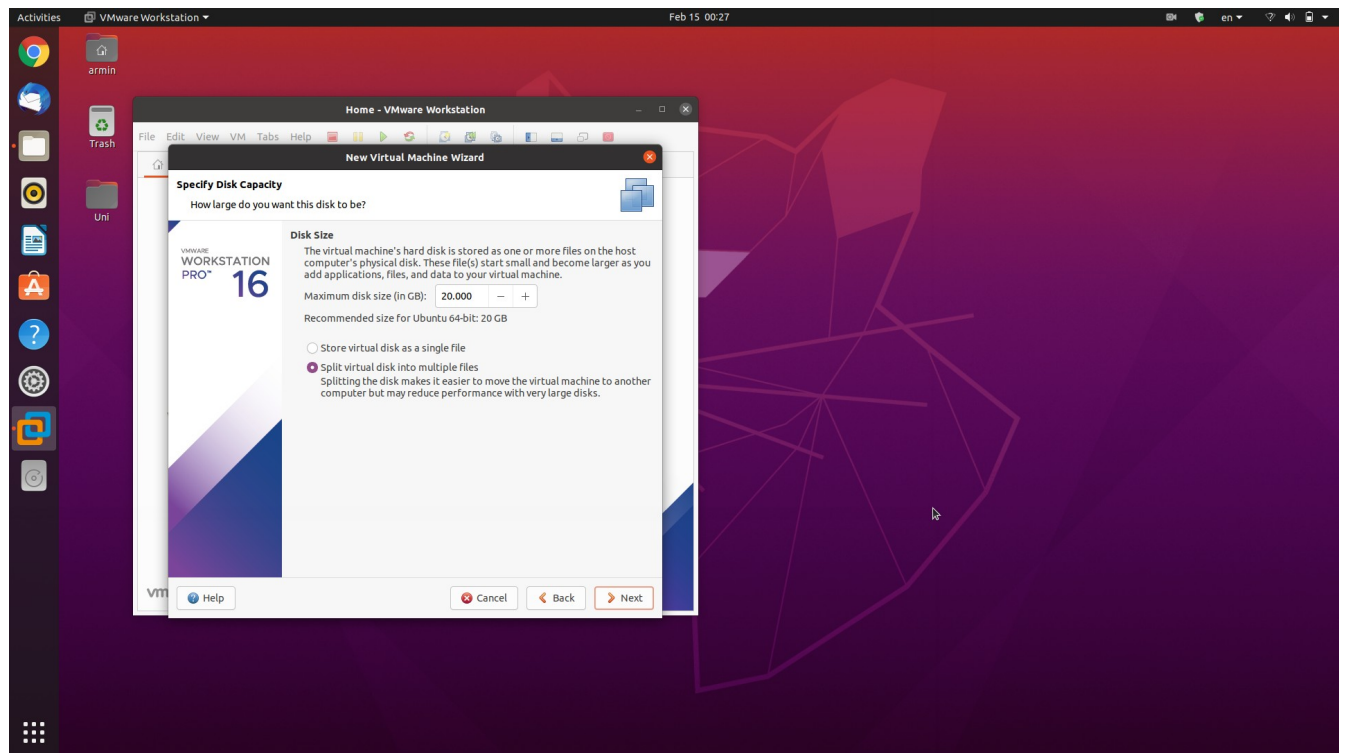 Activities
VMware Workstation
Feb 15 00:27
en
armin
Trash
Uni
Home - VMware Workstation
File Edit View VM Tabs Help
New Virtual Machine Wizard
Specify Disk Capacity
How large do you want this disk to be?
VMWARE
WORKSTATION
PRO™ 16
Disk Size
The virtual machine's hard disk is stored as one or more files on the host
computer's physical disk. These file(s) start small and become larger as you
add applications, files, and data to your virtual machine.
Maximum disk size (in GB): 20.000 − +
Recommended size for Ubuntu 64-bit: 20 GB
Store virtual disk as a single file
Split virtual disk into multiple files
Splitting the disk makes it easier to move the virtual machine to another
computer but may reduce performance with very large disks.
vm
Help
Cancel
Back
Next